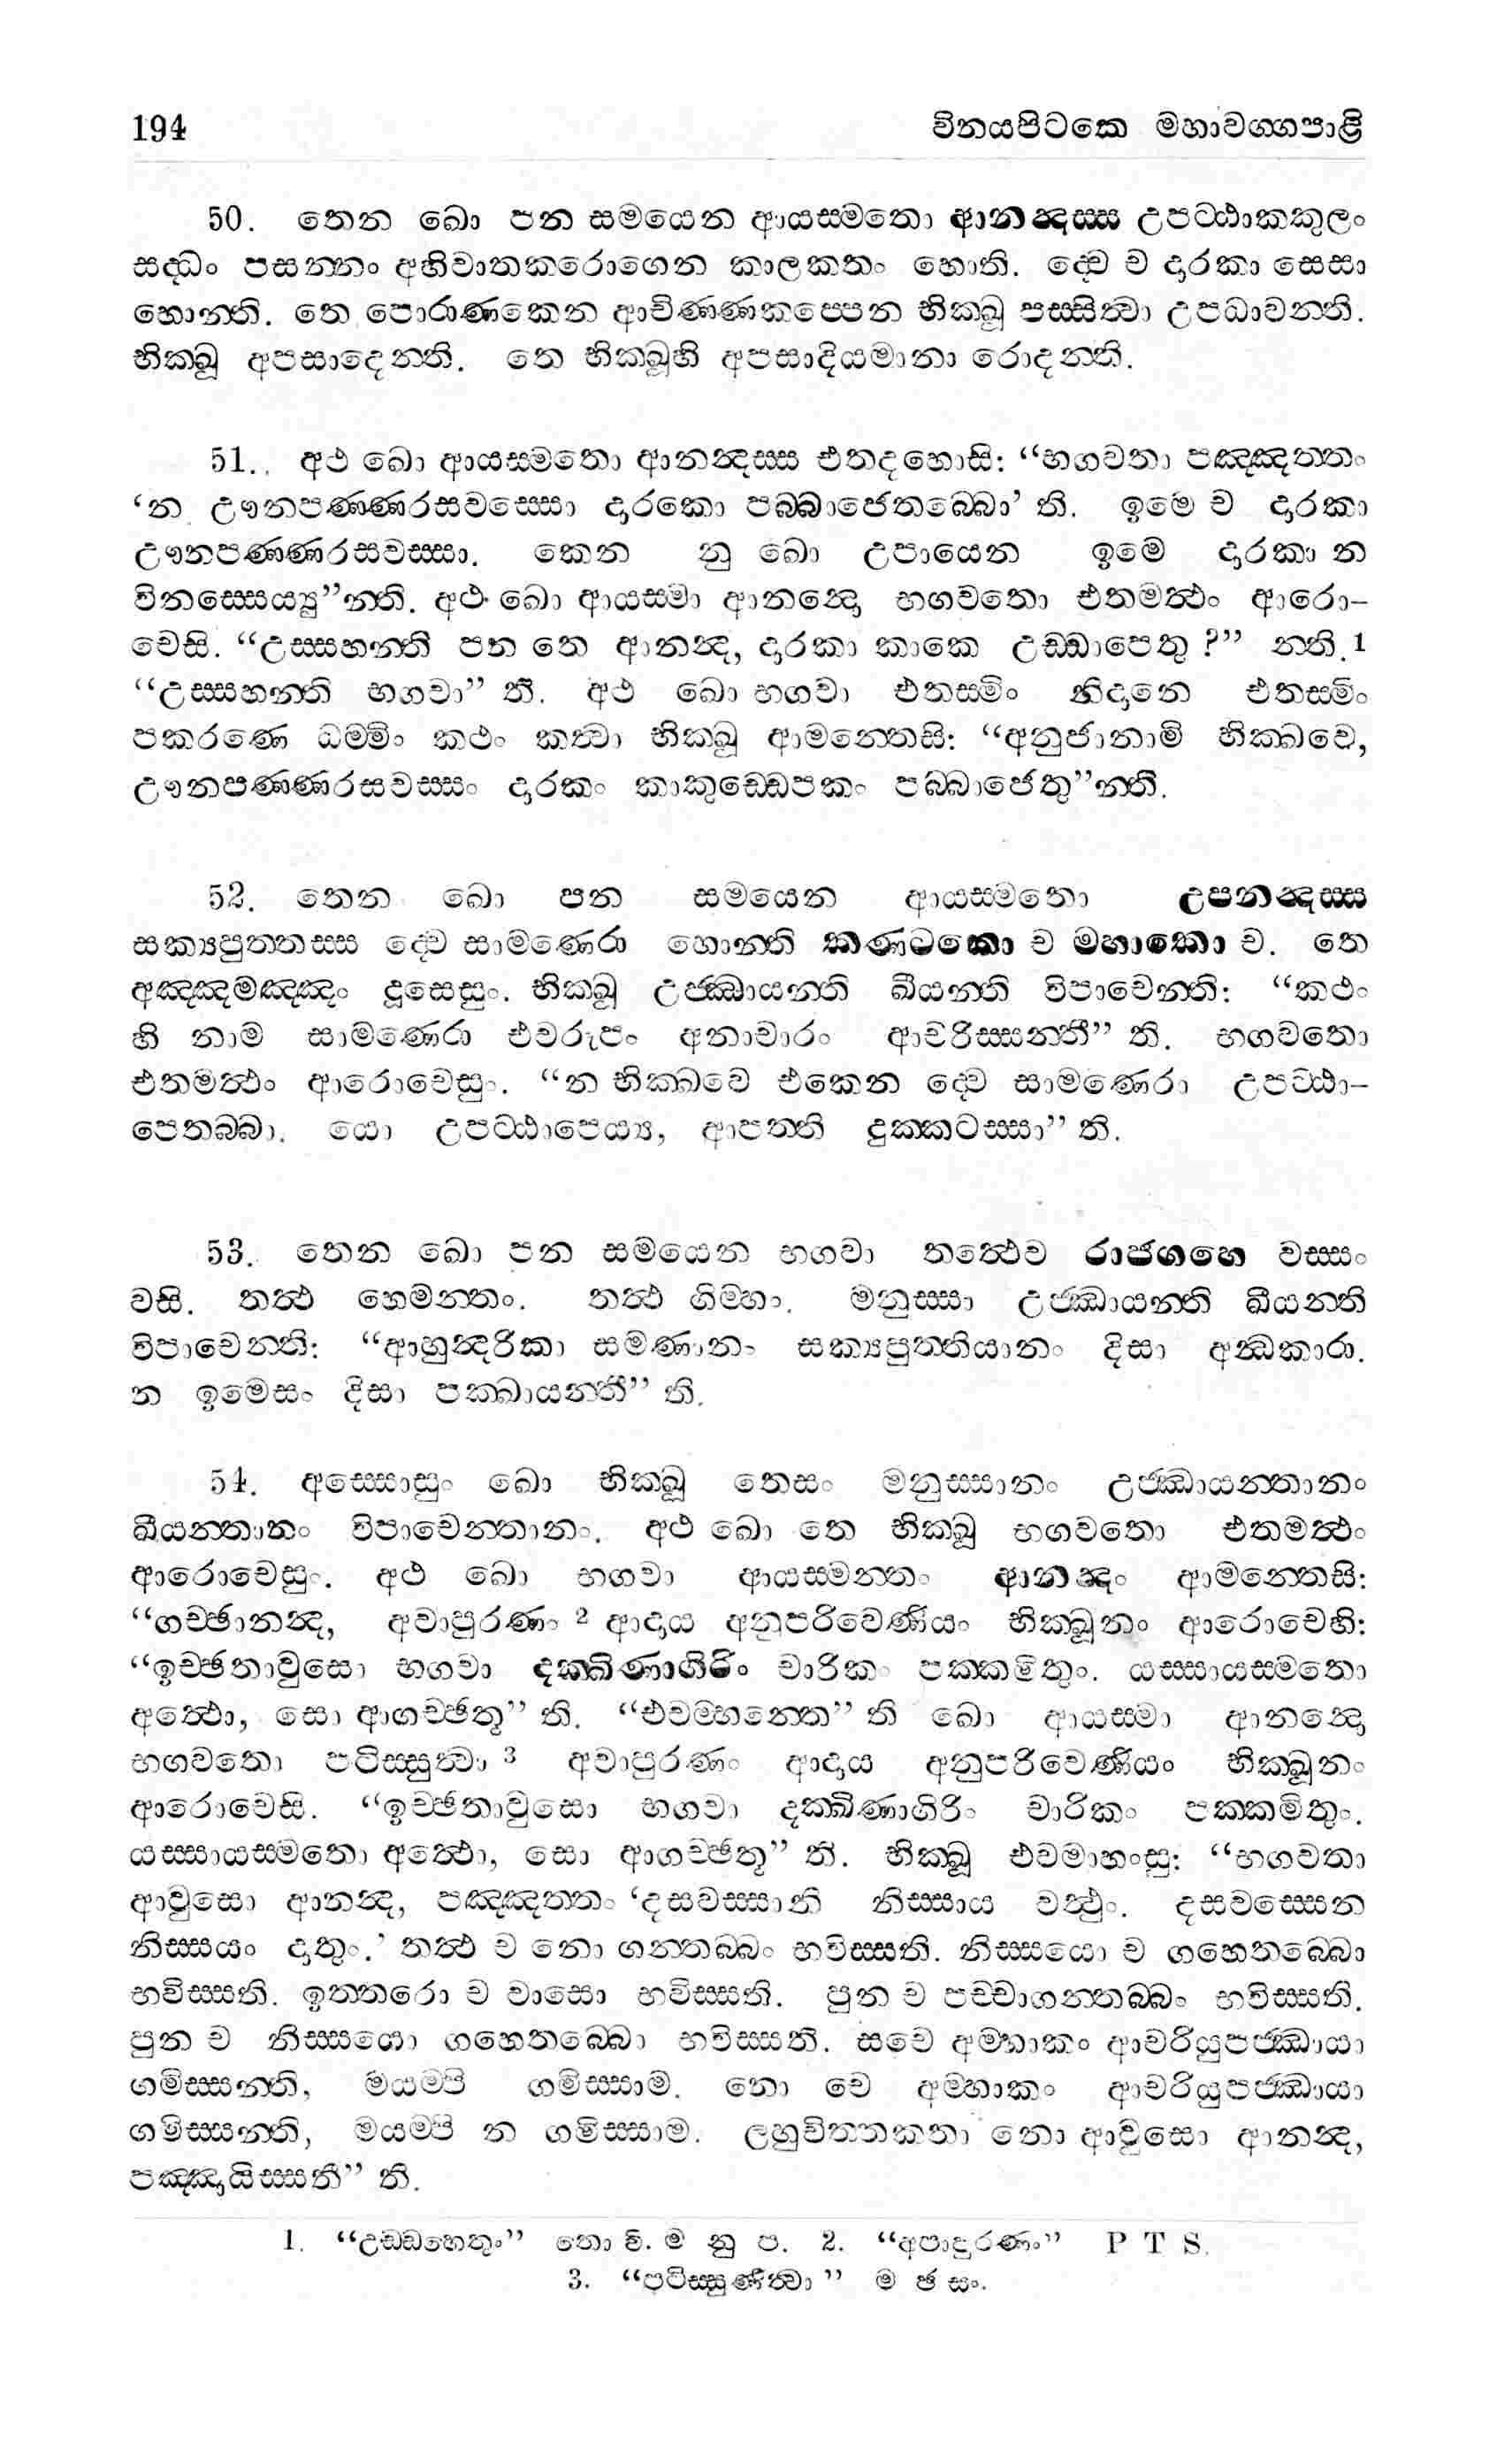 194 විනයපිටකෙ මහාවග්ගපාළි
50. තෙන ඛො පන සමයෙන ආයස්මතො ආනන්‍දස්ස උපට්ඨාකකුලං
සද්ධං පසන්නං අහිවාතකරොගෙන කාලකතං හොති. ද්වෙ ච දාරකා සෙසා
හොන්ති. තෙ පොරාණකෙන ආචිණ්ණකප්පෙන භික්ඛූ පස්සිත්‍වා උපධාවන්ති.
භික්ඛූ අපසාදෙන්ති. තෙ භික්ඛූහි අපසාදියමානා රොදන්ති.
51. අථ ඛො ආයස්මතො ආනන්‍දස්ස එතදහොසි: “භගවතා පඤ්ඤත්තං
‘න ඌනපණ්ණරසවස්සො දාරකො පබ්බාජෙතබ්බො’ ති. ඉමෙ ච දාරකා
ඌනපණ්ණරසවස්සා. කෙන නු ඛො උපායෙන ඉමෙ දාරකා න
විනස්සෙය්‍යු”න්ති. අථ ඛො ආයස්මා ආනන්‍දො භගවතො එතමත්‍ථං ආරො-
චෙසි. “උස්සහන්ති පන තෙ ආනන්‍ද, දාරකා කාකෙ උඩ්ඩාපෙතු ?” න්ති.1
“උස්සහන්ති භගවා” ති. අථ ඛො භගවා එතස්මිං නිදානෙ එතස්මිං
පකරණෙ ධම්මිං කථං කත්‍වා භික්ඛූ ආමන්තෙසි: “අනුජානාමි භික්ඛවෙ,
ඌනපණ්ණරසවස්සං දාරකං කාකුඩ්ඩෙපකං පබ්බාජෙතු”න්ති.
52. තෙන ඛො පන සමයෙන ආයස්මතො උපනන්‍දස්ස
සක්‍යපුත්තස්ස ද්වෙ සාමණෙරා හොන්ති කණ්ටකො ච මහාකො ච. තෙ
අඤ්ඤමඤ්ඤං දූසෙසුං. භික්ඛූ උජ්ඣායන්ති ඛීයන්ති විපාචෙන්ති: “කථං
හි නාම සාමණෙරා එවරූපං අනාචාරං ආචරිස්සන්තී” ති. භගවතො
එතමත්‍ථං ආරොචෙසුං. “න භික්ඛවෙ එකෙන ද්වෙ සාමණෙරා උපට්ඨා-
පෙතබ්බා. යො උපට්ඨාපෙය්‍ය, ආපත්ති දුක්කටස්සා” ති.
53. තෙන ඛො පන සමයෙන භගවා තත්‍ථෙව රාජගහෙ වස්සං
වසි. තත්‍ථ හෙමන්තං. තත්‍ථ ගිම්හං. මනුස්සා උජ්ඣායන්ති ඛීයන්ති
විපාචෙන්ති: “ආහුන්‍දරිකා සමණානං සක්‍යපුත්තියානං දිසා අන්‍ධකාරා.
න ඉමෙසං දිසා පක්ඛායන්තී” ති.
54. අස්සොසුං ඛො භික්ඛූ තෙසං මනුස්සානං උජ්ඣායන්තානං
ඛීයන්තානං විපාචෙන්තානං. අථ ඛො තෙ භික්ඛූ භගවතො එතමත්‍ථං
ආරොචෙසුං. අථ ඛො භගවා ආයස්මන්තං ආනන්‍දං ආමන්තෙසි:
“ගච්ඡානන්‍ද, අවාපුරණං 2 ආදාය අනුපරිවෙණියං භික්ඛූනං ආරොචෙහි:
“ඉච්ඡතාවුසො භගවා දක්ඛිණාගිරිං චාරිකං පක්කමිතුං. යස්සායස්මතො
අත්‍ථො, සො ආගච්ඡතූ” ති. “එවම්භන්තෙ” ති ඛො ආයස්මා ආනන්‍දො
භගවතො පටිස්සුත්‍වා 3 අවාපුරණං ආදාය අනුපරිවෙණියං භික්ඛූනං
ආරොචෙසි. “ඉච්ඡතාවුසො භගවා දක්ඛිණාගිරිං චාරිකං පක්කමිතුං.
යස්සායස්මතො අත්‍ථො, සො ආගච්ඡතූ” ති. භික්ඛූ එවමාහංසු: “භගවතා
ආවුසො ආනන්‍ද, පඤ්ඤත්තං ‘දසවස්සානි නිස්සාය වත්‍ථුං. දසවස්සෙන
නිස්සයං දාතුං.’ තත්‍ථ ච නො ගන්තබ්බං භවිස්සති. නිස්සයො ච ගහෙතබ්බො
භවිස්සති. ඉත්තරො ච වාසො භවිස්සති. පුන ච පච්චාගන්තබ්බං භවිස්සති.
පුන ච නිස්සයො ගහෙතබ්බො භවිස්සති. සචෙ අම්හාකං ආචරියුපජ්ඣායා
ගමිස්සන්ති, මයම්පි ගමිස්සාම. නො චෙ අම්හාකං ආචරියුපජ්ඣායා
ගමිස්සන්ති, මයම්පි න ගමිස්සාම. ලහුචිත්තකතා නො ආවුසො ආනන්‍ද,
පඤ්ඤායිස්සතී” ති.
1. “උඩ්ඩහෙතුං” තො වි. ම නු ප. 2. “අපාදුරණං” P T S.
3. “පටිස්සුණිත්‍වා” ම ඡ සං.